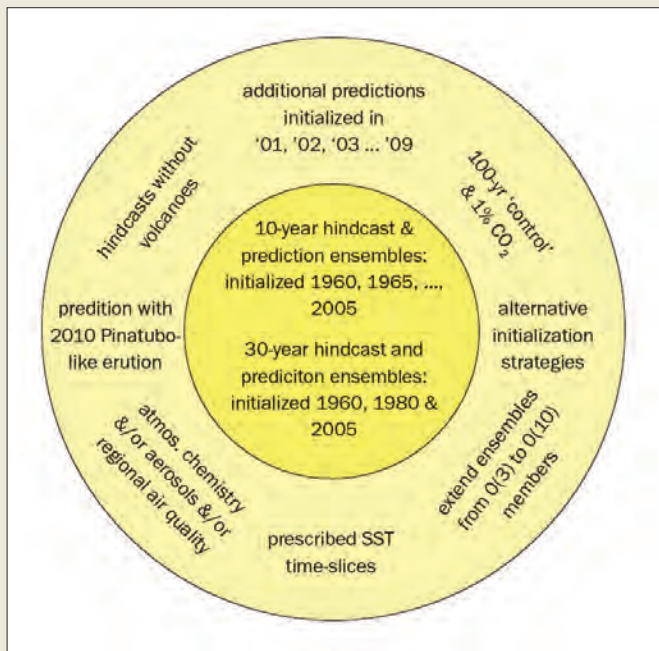 additional predictions
initialized in
'01, '02, '03 ... '09
100-yr 'control'
& 1% CO₂
alternative
initialization
strategies
extend ensembles
from O(3) to O(10)
members
prescribed SST
time-slices
atmos. chemistry
&/or aerosols &/or
regional air quality
predition with
2010 Pinatubo-
like erution
hindcasts without
volcanoes
10-year hindcast &
prediction ensembles:
initialized 1960, 1965, ...,
2005
30-year hindcast and
prediciton ensembles:
initialized 1960, 1980 &
2005